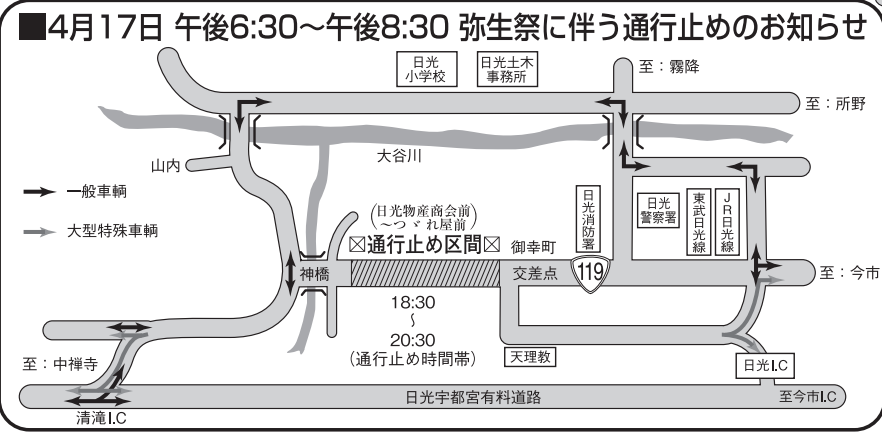 ■4月17日 午後6:30～午後8:30 弥生祭に伴う通行止めのお知らせ
日光
小学校
日光土木
事務所
至：霧降
至：所野
大谷川
山内
一般車輌
大型特殊車輌
(日光物産商会前)
～つゞれ屋前
☒通行止め区間☒
日光消防署
日光
警察署
東武日光線
JR日光線
神橋
御幸町
交差点
119
至：今市
18:30
～
20:30
(通行止め時間帯)
天理教
至：中禅寺
日光I.C
日光宇都宮有料道路
至今市I.C
清滝I.C